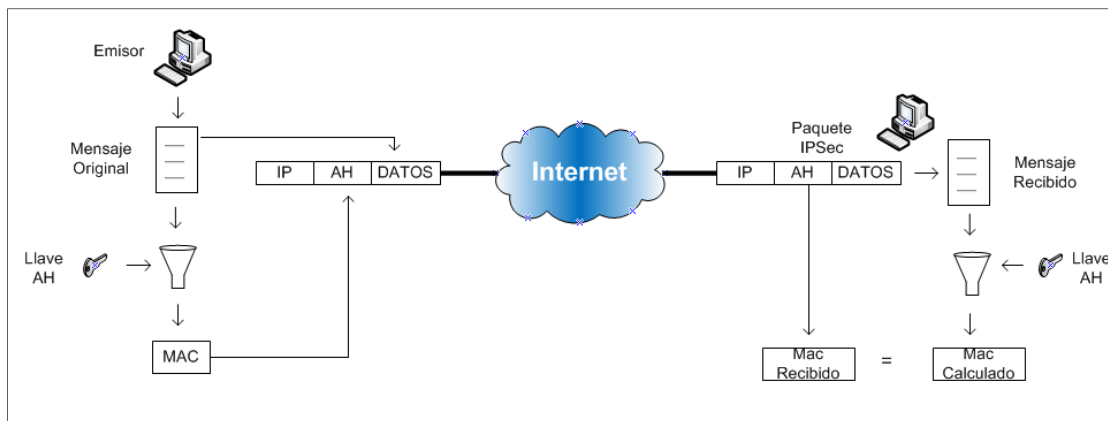 Emisor
Mensaje
Original
IP AH DATOS
Llave
AH
MAC
Internet
Paquete
IPSec
IP AH DATOS
Mensaje
Recibido
Llave
AH
Mac
Recibido
=
Mac
Calculado